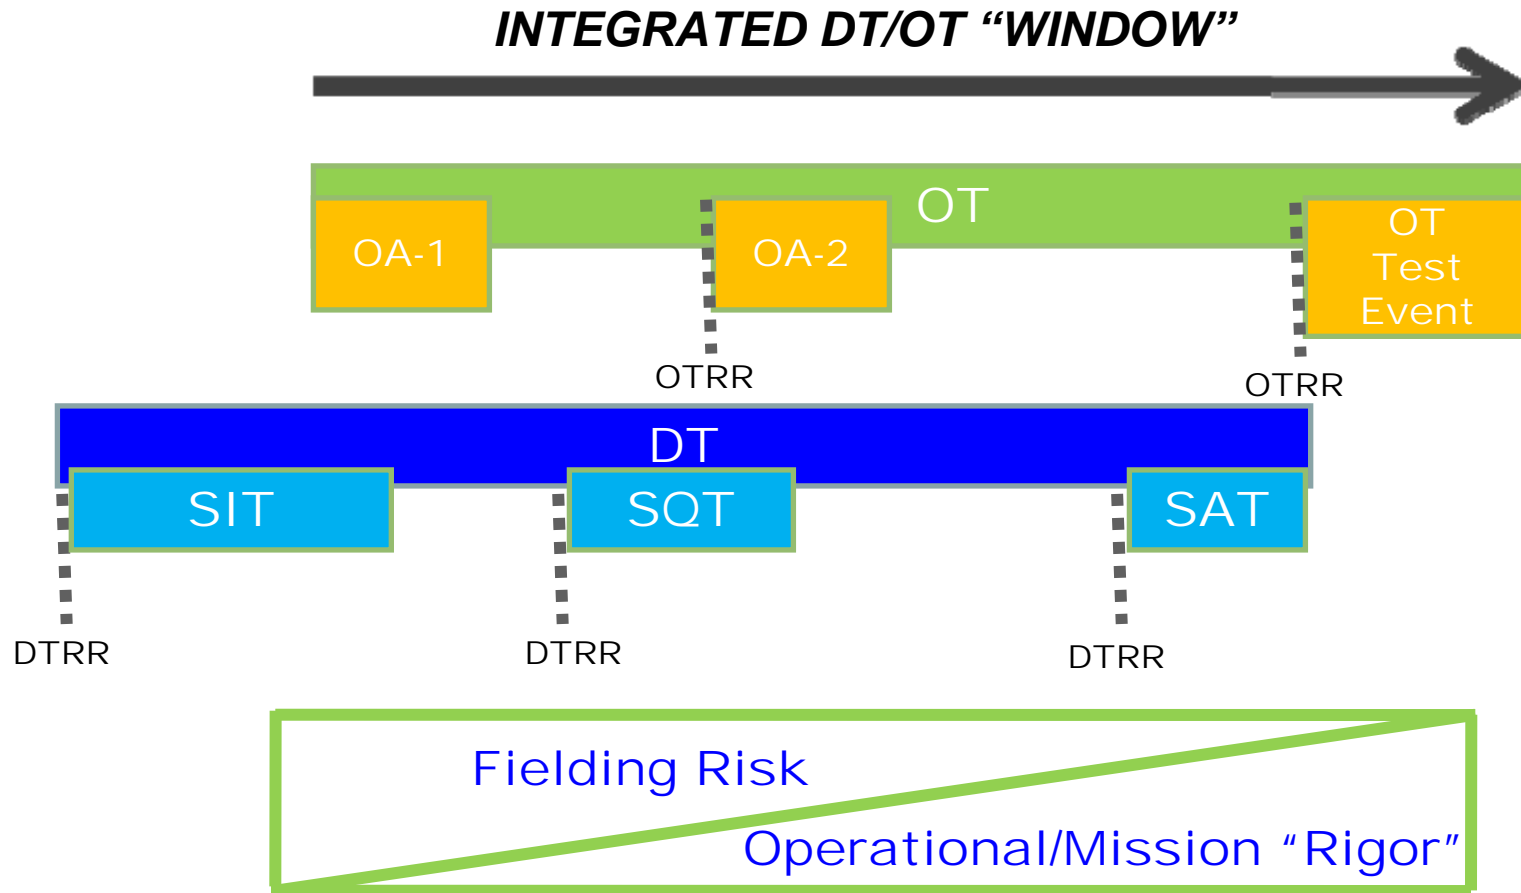 INTEGRATED DT/OT “WINDOW”
OT
OA-1
OA-2
OT
Test
Event
OTRR
OTRR
DT
SIT
SQT
SAT
DTRR
DTRR
DTRR
Fielding Risk
Operational/Mission “Rigor”